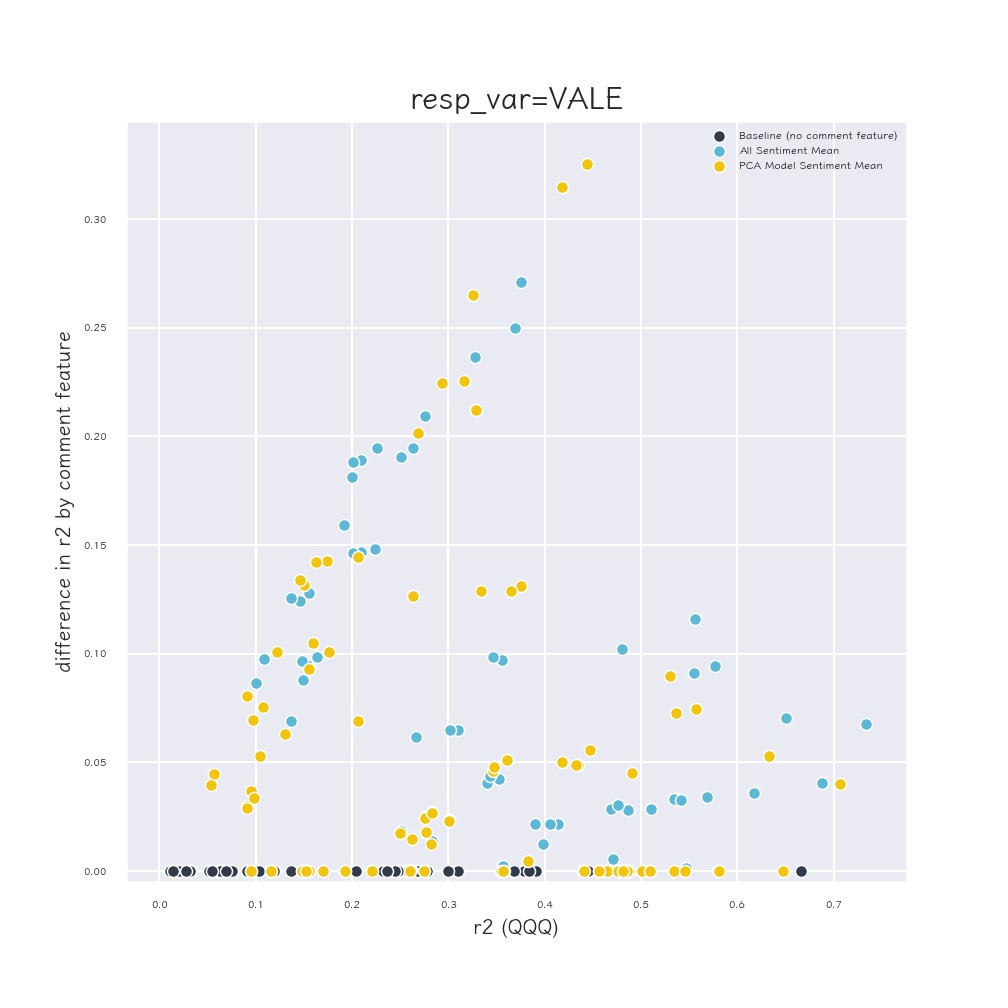 resp_var=VALE
Baseline (no comment feature)
All Sentiment Mean
PCA Model Sentiment Mean
difference in r2 by comment feature
0.30
0.25
0.20
0.15
0.10
0.05
0.00
0.0 0.1 0.2 0.3 0.4 0.5 0.6 0.7
r2 (QQQ)